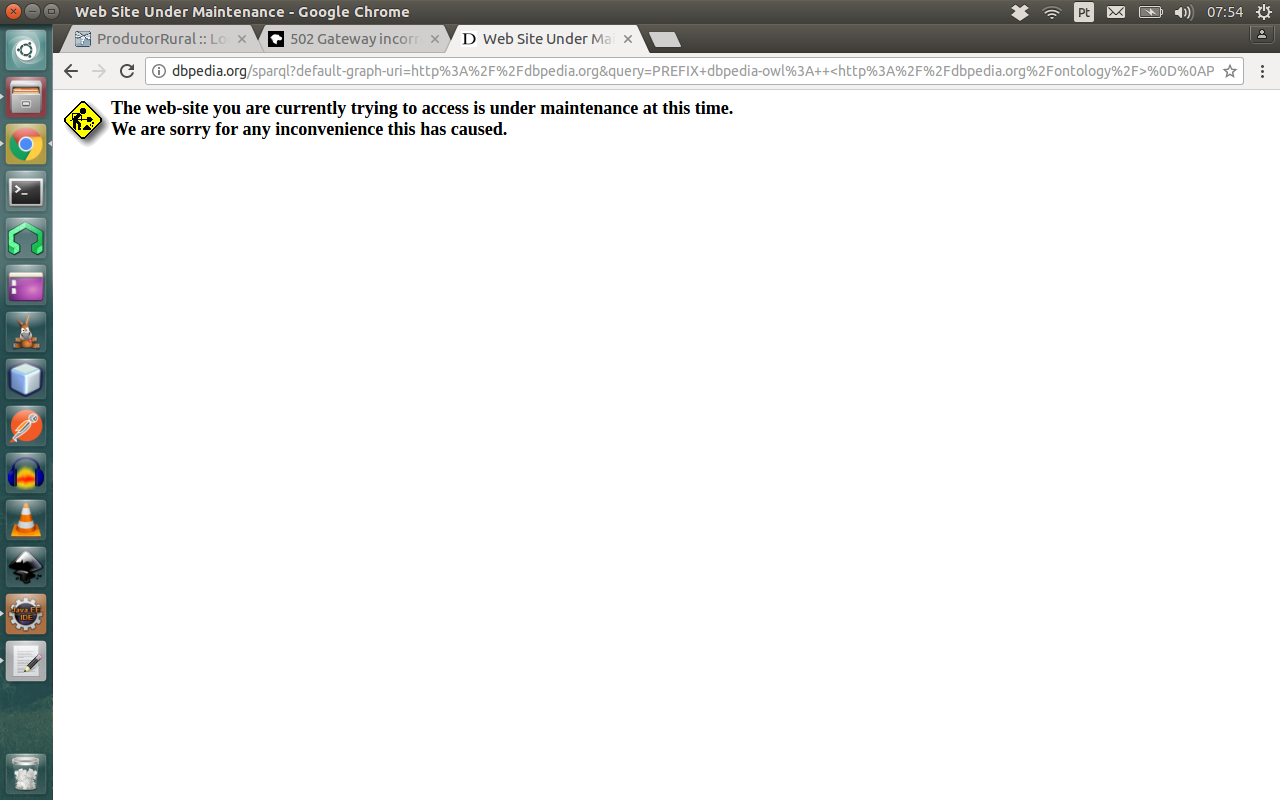 Web Site Under Maintenance - Google Chrome
Pt
07:54
ProdutorRural :: Lo
502 Gateway incorr
D Web Site Under Mai
dbpedia.org/sparql?default-graph-uri=http%3A%2F%2Fdbpedia.org&query=PREFIX+dbpedia-owl%3A++<http%3A%2F%2Fdbpedia.org%2Fontology%2F>%0D%0AP
The web-site you are currently trying to access is under maintenance at this time.
We are sorry for any inconvenience this has caused.
Java EE
IDE